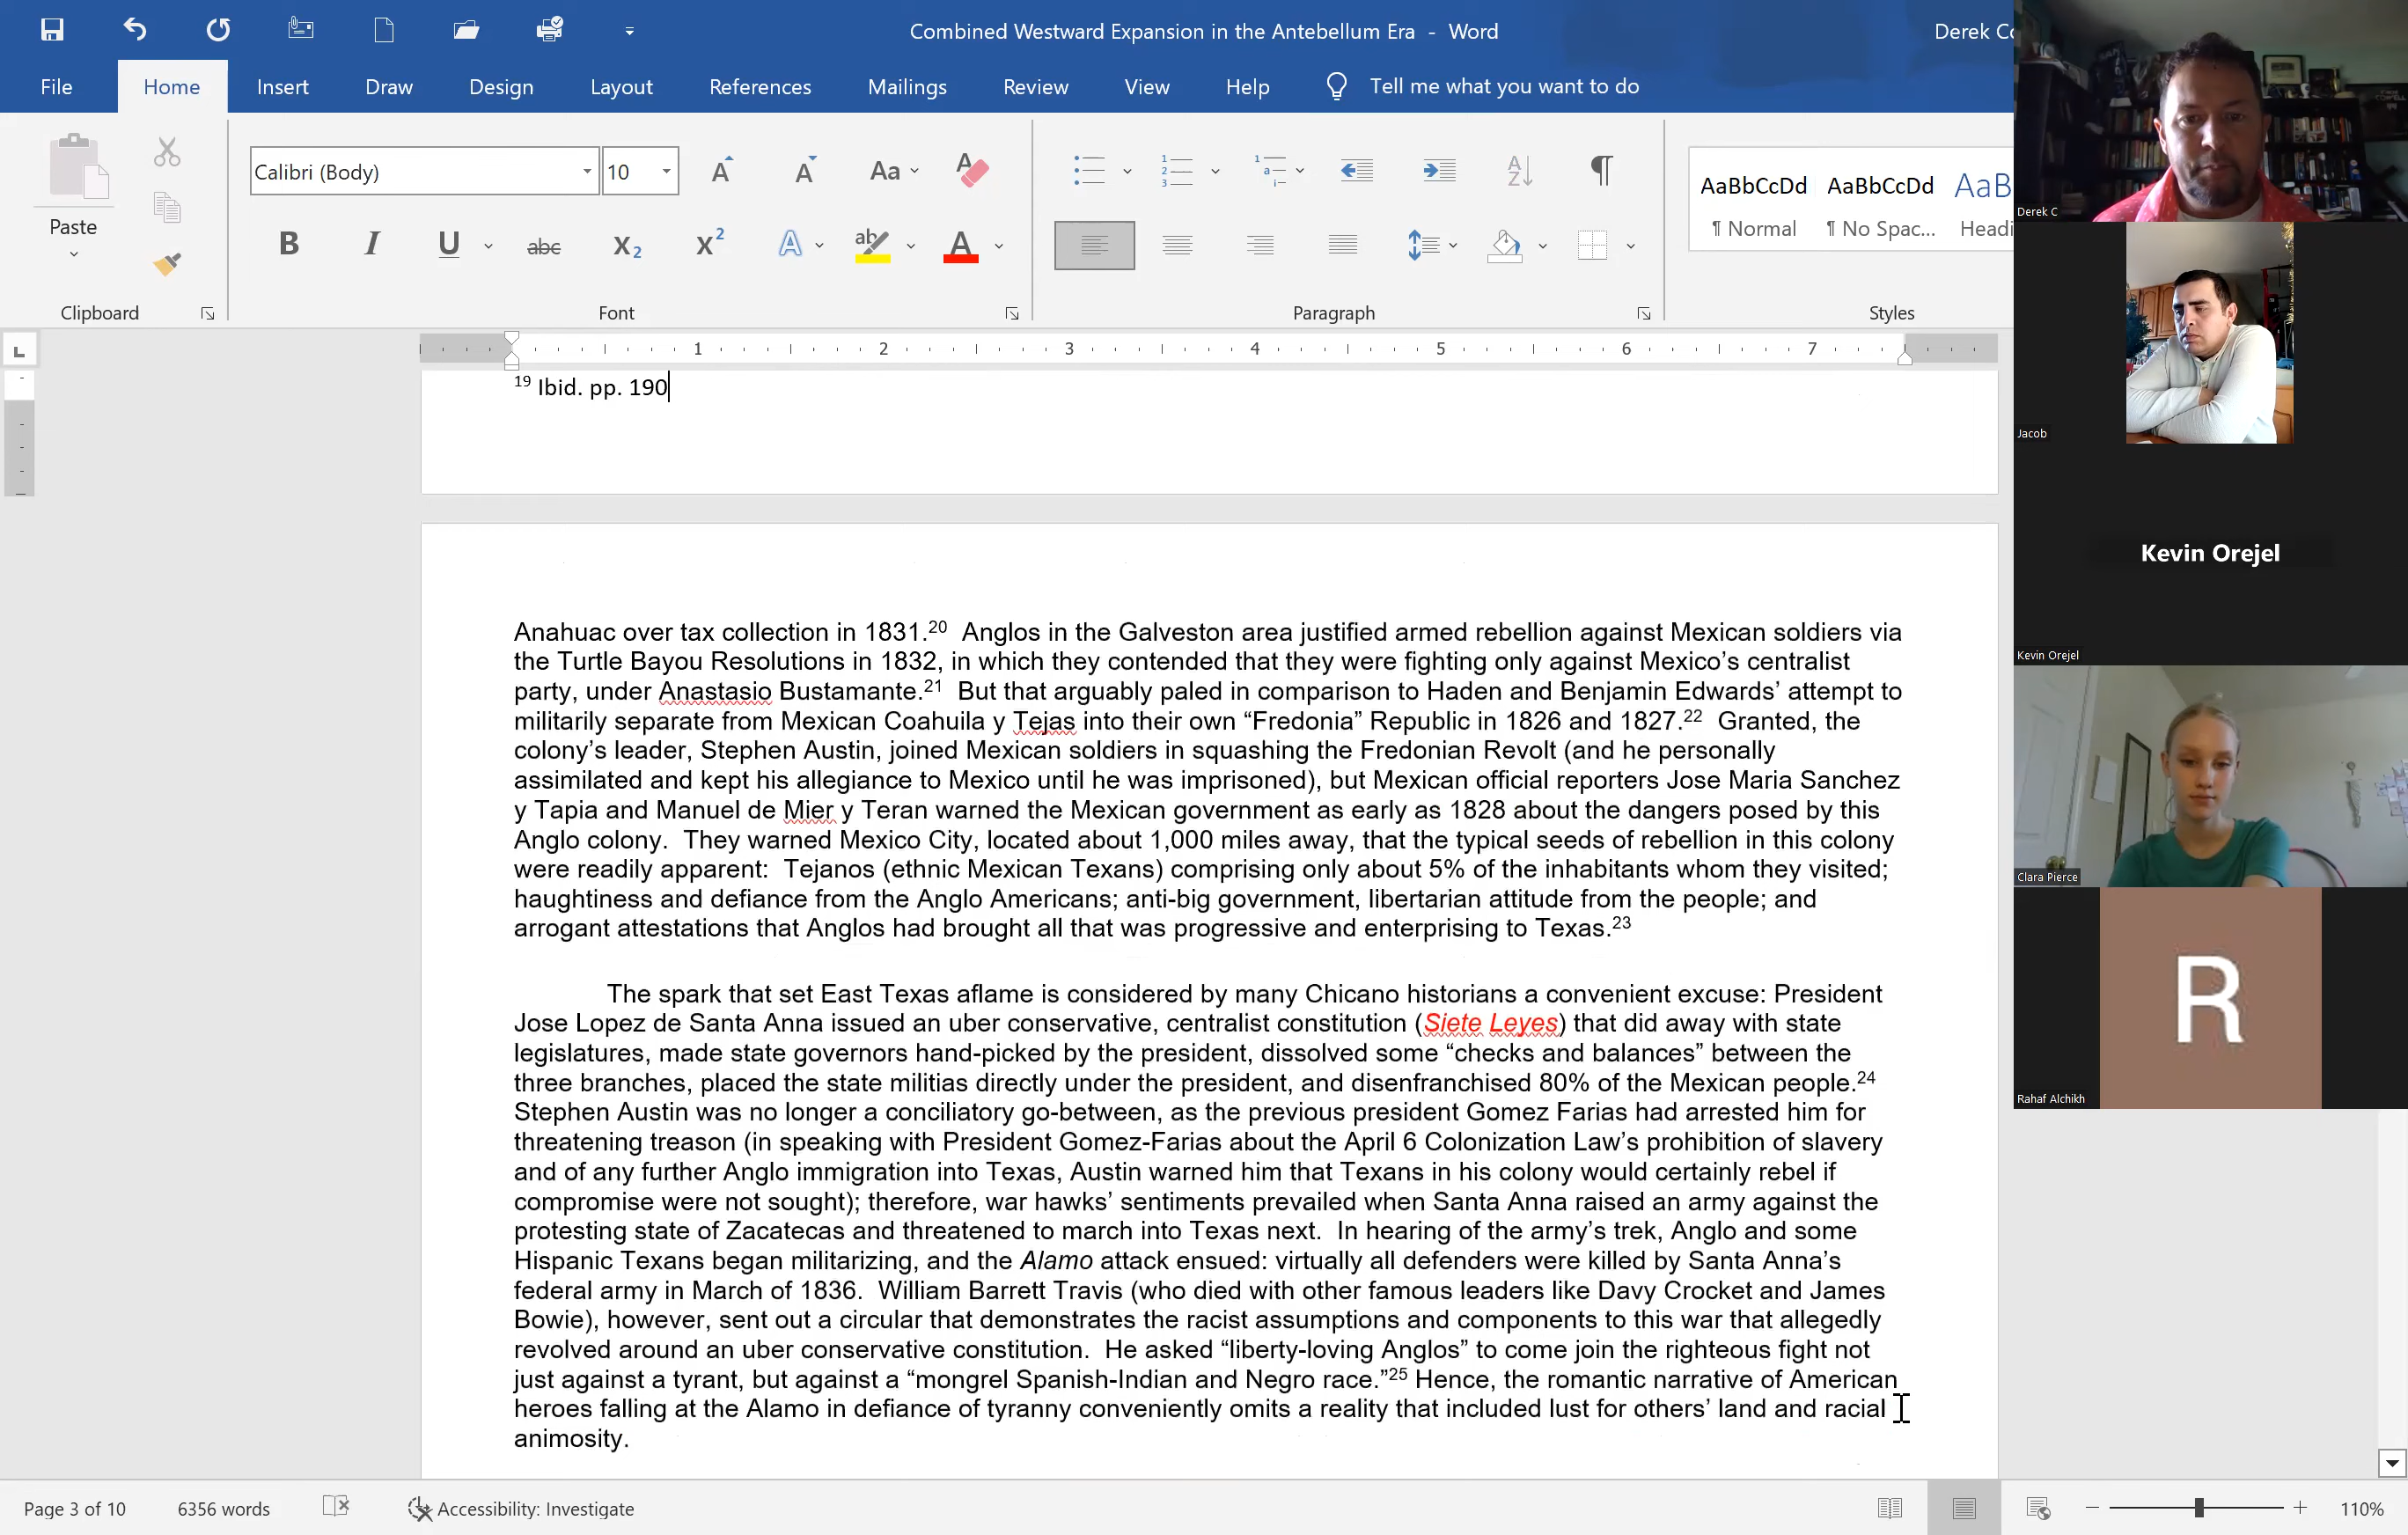 Combined Westward Expansion in the Antebellum Era - Word
Derek Co
File Home Insert Draw Design Layout References Mailings Review View Help Tell me what you want to do
Paste
Calibri (Body) 10
Aa
B I U abc X2 X2 A ab A
AaBbCcDd AaBbCcDd AaB
¶ Normal ¶ No Spac... Headi
Clipboard Font Paragraph Styles
L
1 2 3 4 5 6 7
19 Ibid. pp. 190
Anahuac over tax collection in 1831.20 Anglos in the Galveston area justified armed rebellion against Mexican soldiers via
the Turtle Bayou Resolutions in 1832, in which they contended that they were fighting only against Mexico’s centralist
party, under Anastasio Bustamante.21 But that arguably paled in comparison to Haden and Benjamin Edwards’ attempt to
militarily separate from Mexican Coahuila y Tejas into their own “Fredonia” Republic in 1826 and 1827.22 Granted, the
colony’s leader, Stephen Austin, joined Mexican soldiers in squashing the Fredonian Revolt (and he personally
assimilated and kept his allegiance to Mexico until he was imprisoned), but Mexican official reporters Jose Maria Sanchez
y Tapia and Manuel de Mier y Teran warned the Mexican government as early as 1828 about the dangers posed by this
Anglo colony. They warned Mexico City, located about 1,000 miles away, that the typical seeds of rebellion in this colony
were readily apparent: Tejanos (ethnic Mexican Texans) comprising only about 5% of the inhabitants whom they visited;
haughtiness and defiance from the Anglo Americans; anti-big government, libertarian attitude from the people; and
arrogant attestations that Anglos had brought all that was progressive and enterprising to Texas.23
The spark that set East Texas aflame is considered by many Chicano historians a convenient excuse: President
Jose Lopez de Santa Anna issued an uber conservative, centralist constitution (Siete Leyes) that did away with state
legislatures, made state governors hand-picked by the president, dissolved some “checks and balances” between the
three branches, placed the state militias directly under the president, and disenfranchised 80% of the Mexican people.24
Stephen Austin was no longer a conciliatory go-between, as the previous president Gomez Farias had arrested him for
threatening treason (in speaking with President Gomez-Farias about the April 6 Colonization Law’s prohibition of slavery
and of any further Anglo immigration into Texas, Austin warned him that Texans in his colony would certainly rebel if
compromise were not sought); therefore, war hawks’ sentiments prevailed when Santa Anna raised an army against the
protesting state of Zacatecas and threatened to march into Texas next. In hearing of the army’s trek, Anglo and some
Hispanic Texans began militarizing, and the Alamo attack ensued: virtually all defenders were killed by Santa Anna’s
federal army in March of 1836. William Barrett Travis (who died with other famous leaders like Davy Crocket and James
Bowie), however, sent out a circular that demonstrates the racist assumptions and components to this war that allegedly
revolved around an uber conservative constitution. He asked “liberty-loving Anglos” to come join the righteous fight not
just against a tyrant, but against a “mongrel Spanish-Indian and Negro race.”25 Hence, the romantic narrative of American
heroes falling at the Alamo in defiance of tyranny conveniently omits a reality that included lust for others’ land and racial
animosity.
Page 3 of 10 6356 words Accessibility: Investigate 110%
Derek C
Jacob
Kevin Orejel
Kevin Orejel
Clara Pierce
R
Rahaf Alchikh